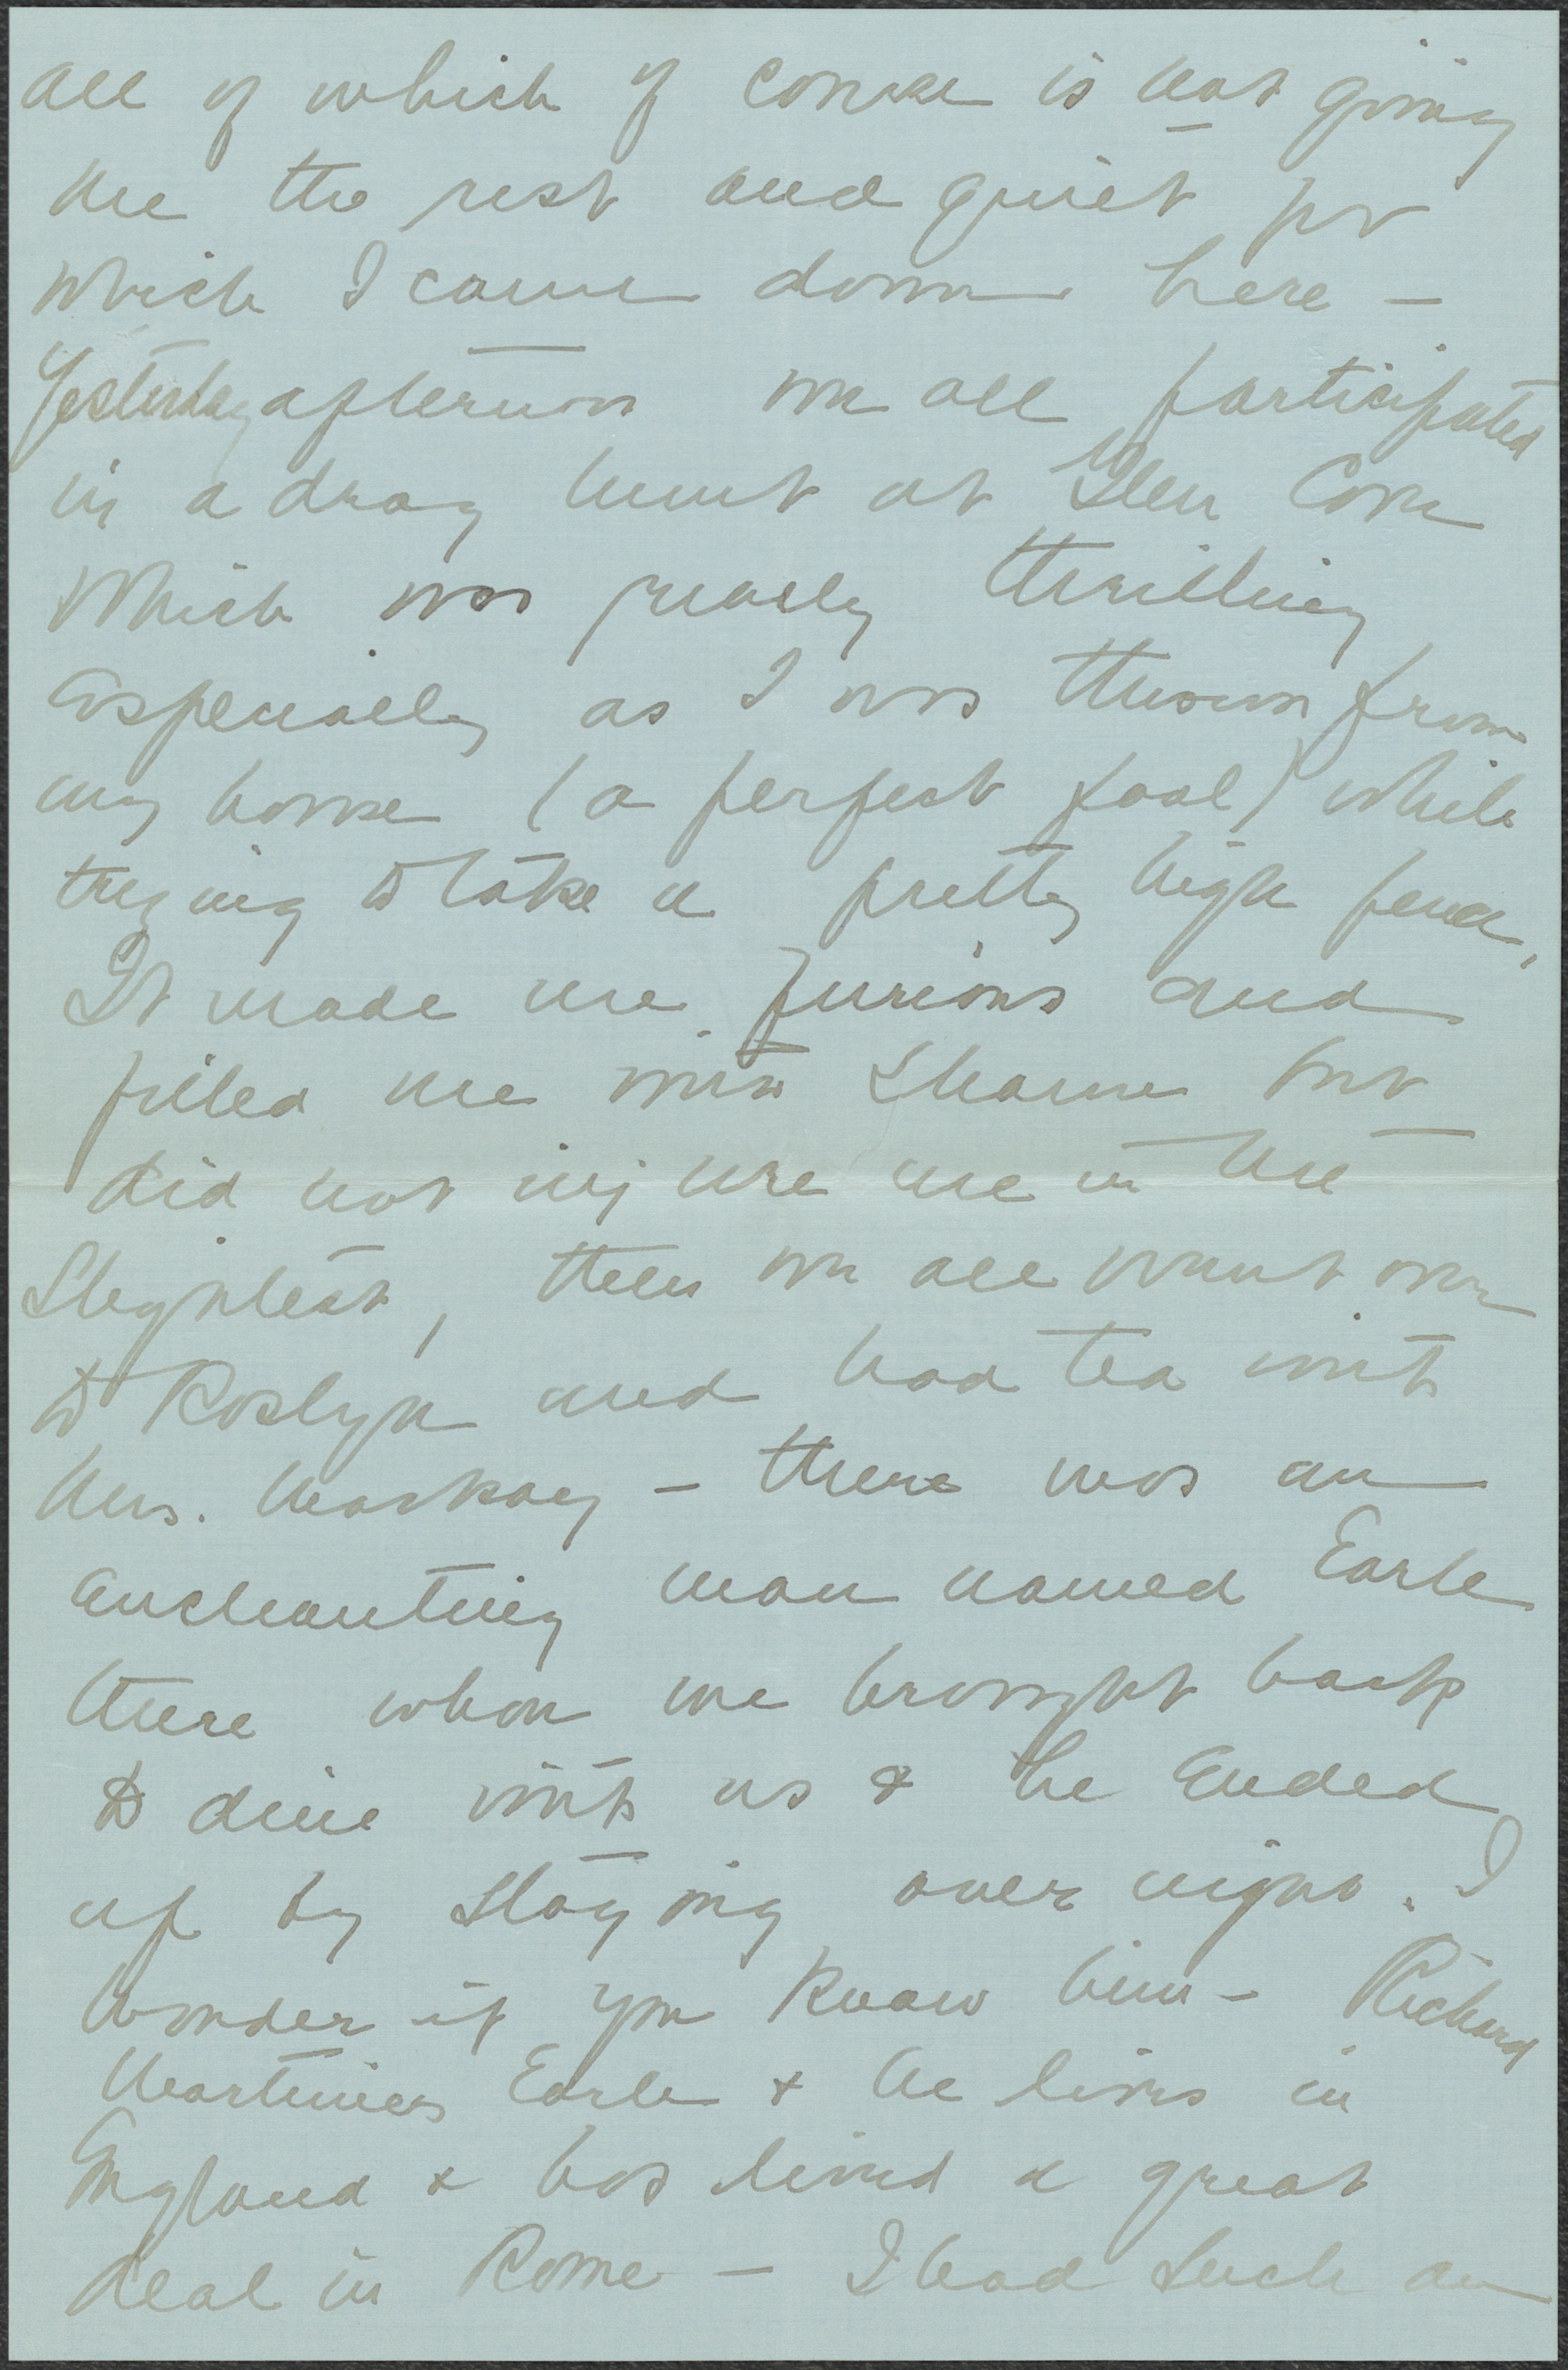 all of which of course is not giving
me the rest and quiet for
which I came down here –
Yesterday afternoon we all participated
in a drag hunt at Glen Cove
which was really thrilling
especially as I was thrown from
my horse (a perfect fool) while
trying to take a pretty high fence,
It made me furious and
filled me with shame but
did not injure me in the
slightest, then we all went over
to Roslyn and had tea with
Mrs. Mackay – there was an
enchanting man named Earle
there whom we brought back
to dine with us & he ended
up by staying over night. I
wonder if you know him – Richard
Mortimer Earle & he lives in
England & has lived a great
deal in Rome – I had such an